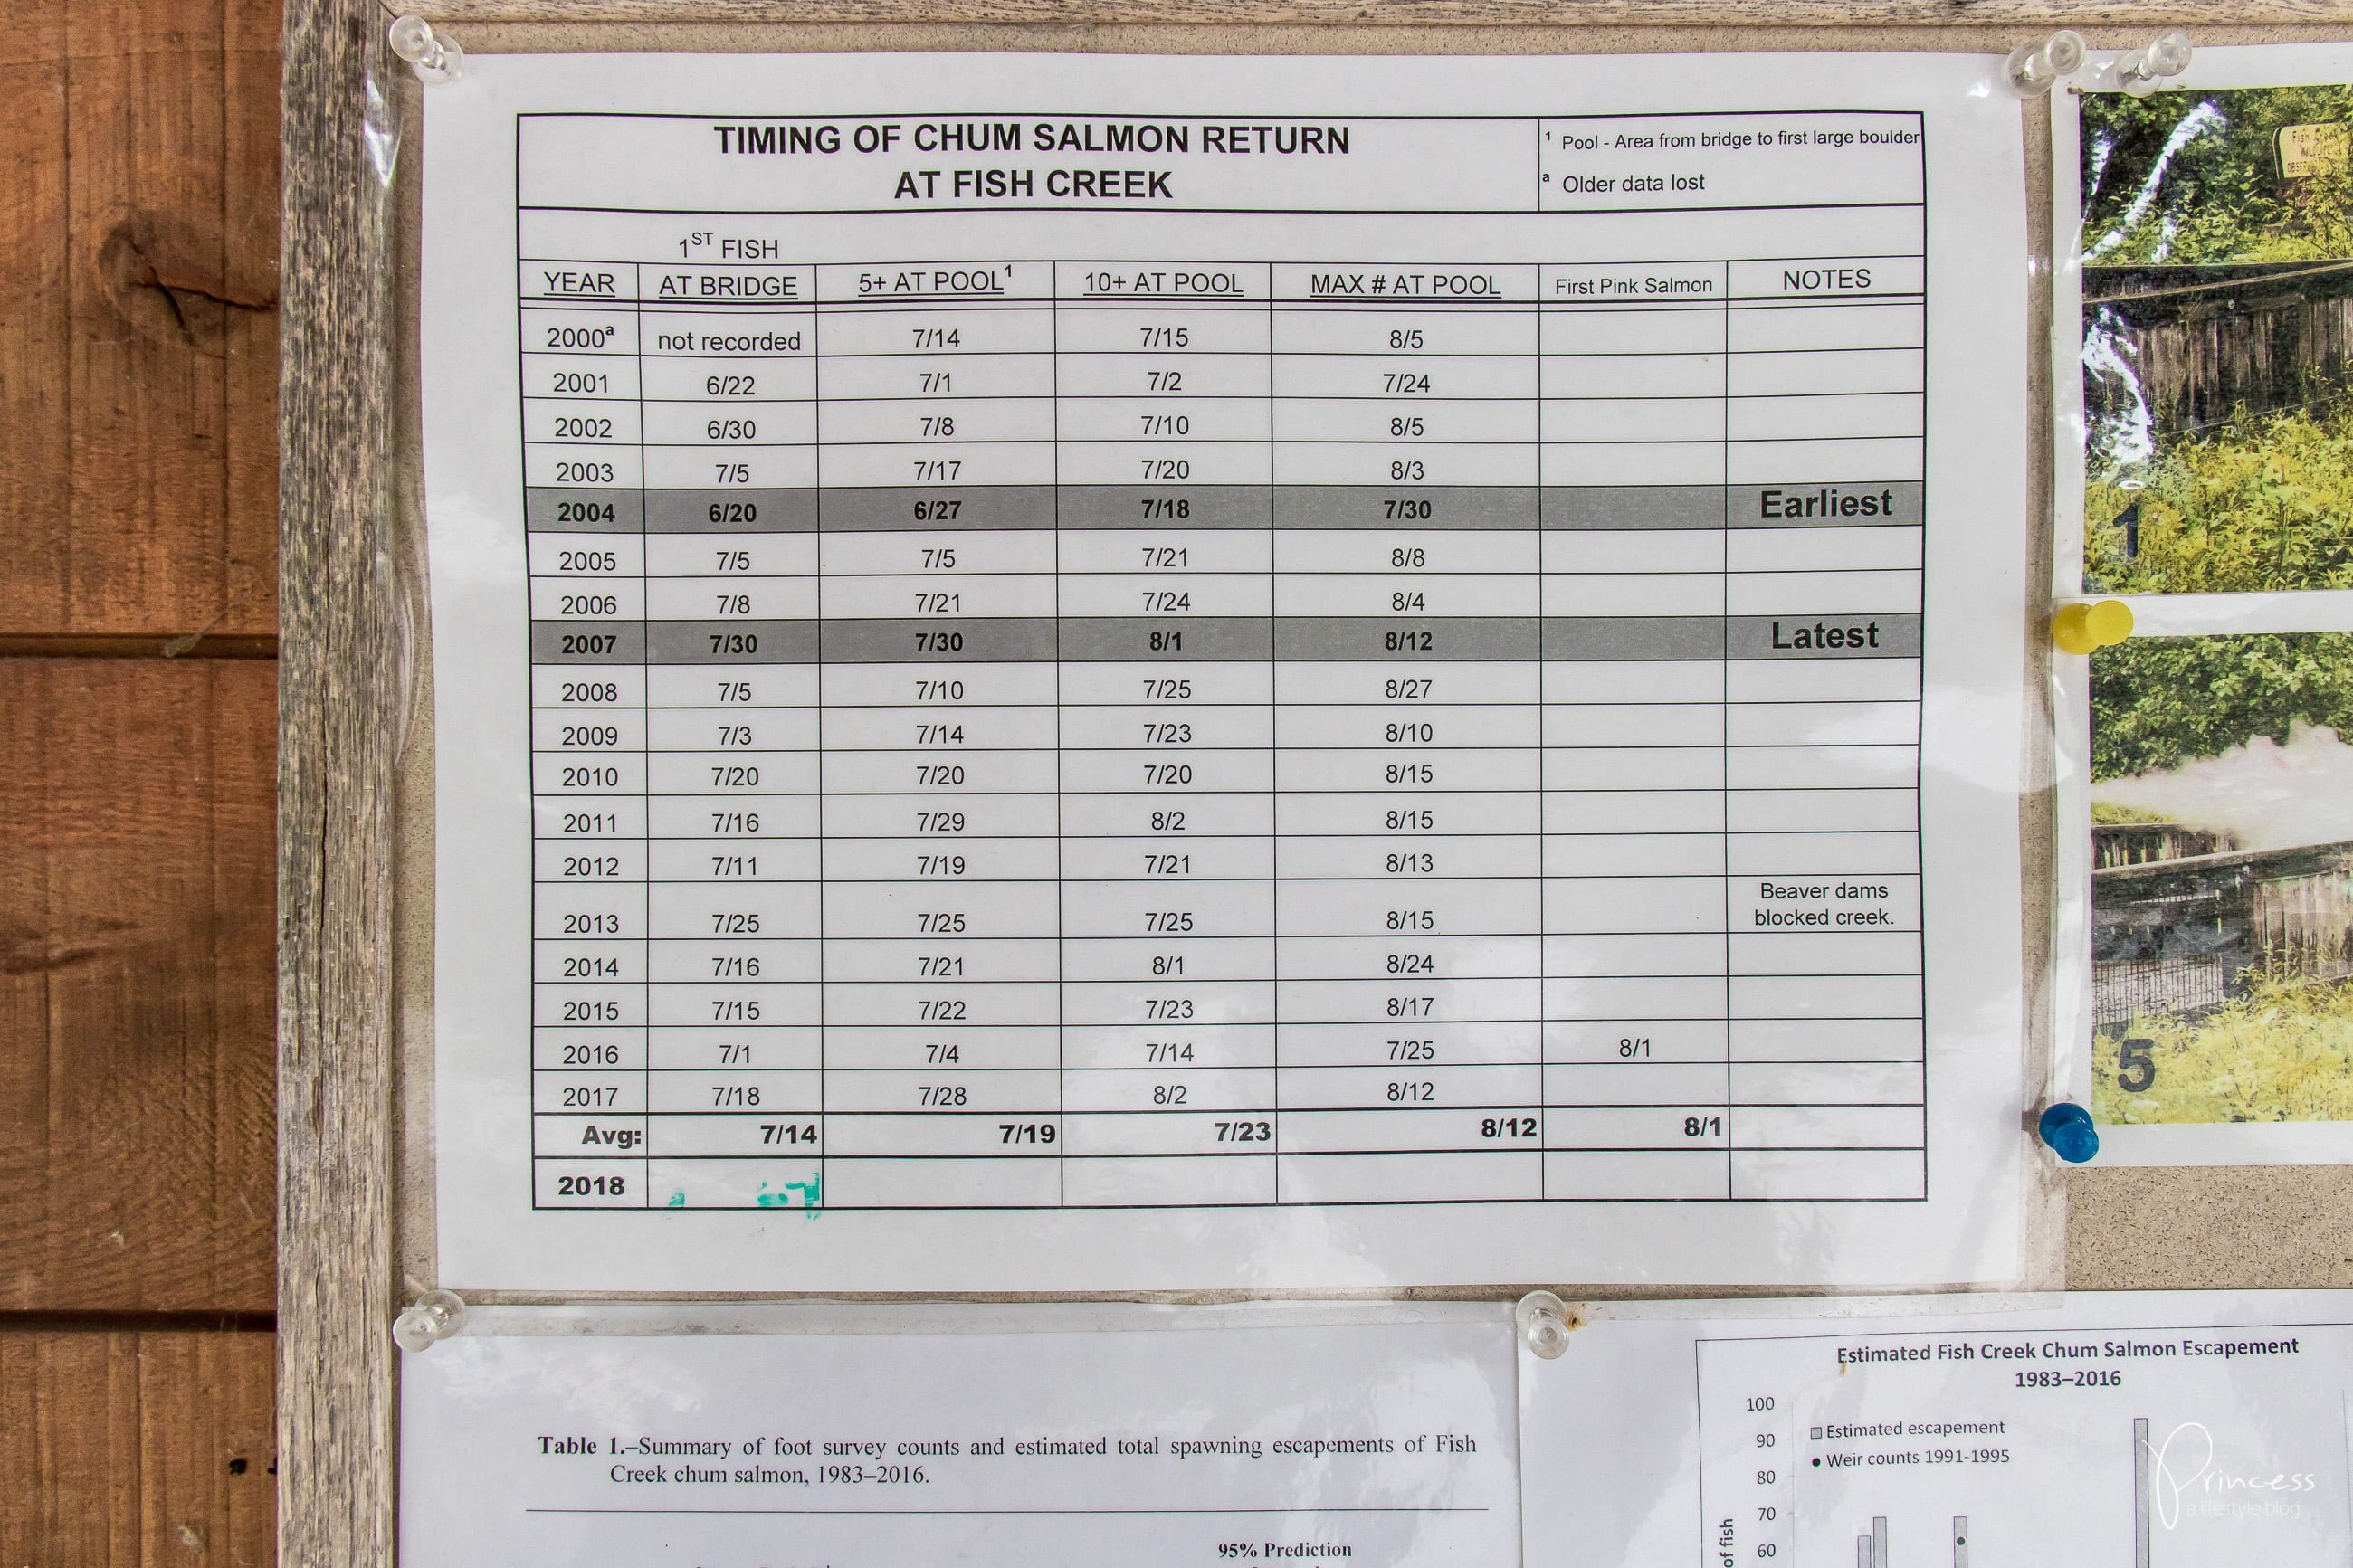 TIMING OF CHUM SALMON RETURN
AT FISH CREEK
¹ Pool - Area from bridge to first large boulder
ª Older data lost
1ST FISH
YEAR AT BRIDGE 5+ AT POOL¹ 10+ AT POOL MAX # AT POOL First Pink Salmon NOTES
2000ª not recorded 7/14 7/15 8/5
2001 6/22 7/1 7/2 7/24
2002 6/30 7/8 7/10 8/5
2003 7/5 7/17 7/20 8/3
2004 6/20 6/27 7/18 7/30 Earliest
2005 7/5 7/5 7/21 8/8
2006 7/8 7/21 7/24 8/4
2007 7/30 7/30 8/1 8/12 Latest
2008 7/5 7/10 7/25 8/27
2009 7/3 7/14 7/23 8/10
2010 7/20 7/20 7/20 8/15
2011 7/16 7/29 8/2 8/15
2012 7/11 7/19 7/21 8/13
2013 7/25 7/25 7/25 8/15 Beaver dams blocked creek.
2014 7/16 7/21 8/1 8/24
2015 7/15 7/22 7/23 8/17
2016 7/1 7/4 7/14 7/25 8/1
2017 7/18 7/28 8/2 8/12
Avg: 7/14 7/19 7/23 8/12 8/1
2018
1
5
Table 1.–Summary of foot survey counts and estimated total spawning escapements of Fish
Creek chum salmon, 1983–2016.
95% Prediction
Estimated Fish Creek Chum Salmon Escapement
1983–2016
100
90
80
70
60
Estimated escapement
Weir counts 1991-1995
of fish
Princess
a lifestyle blog